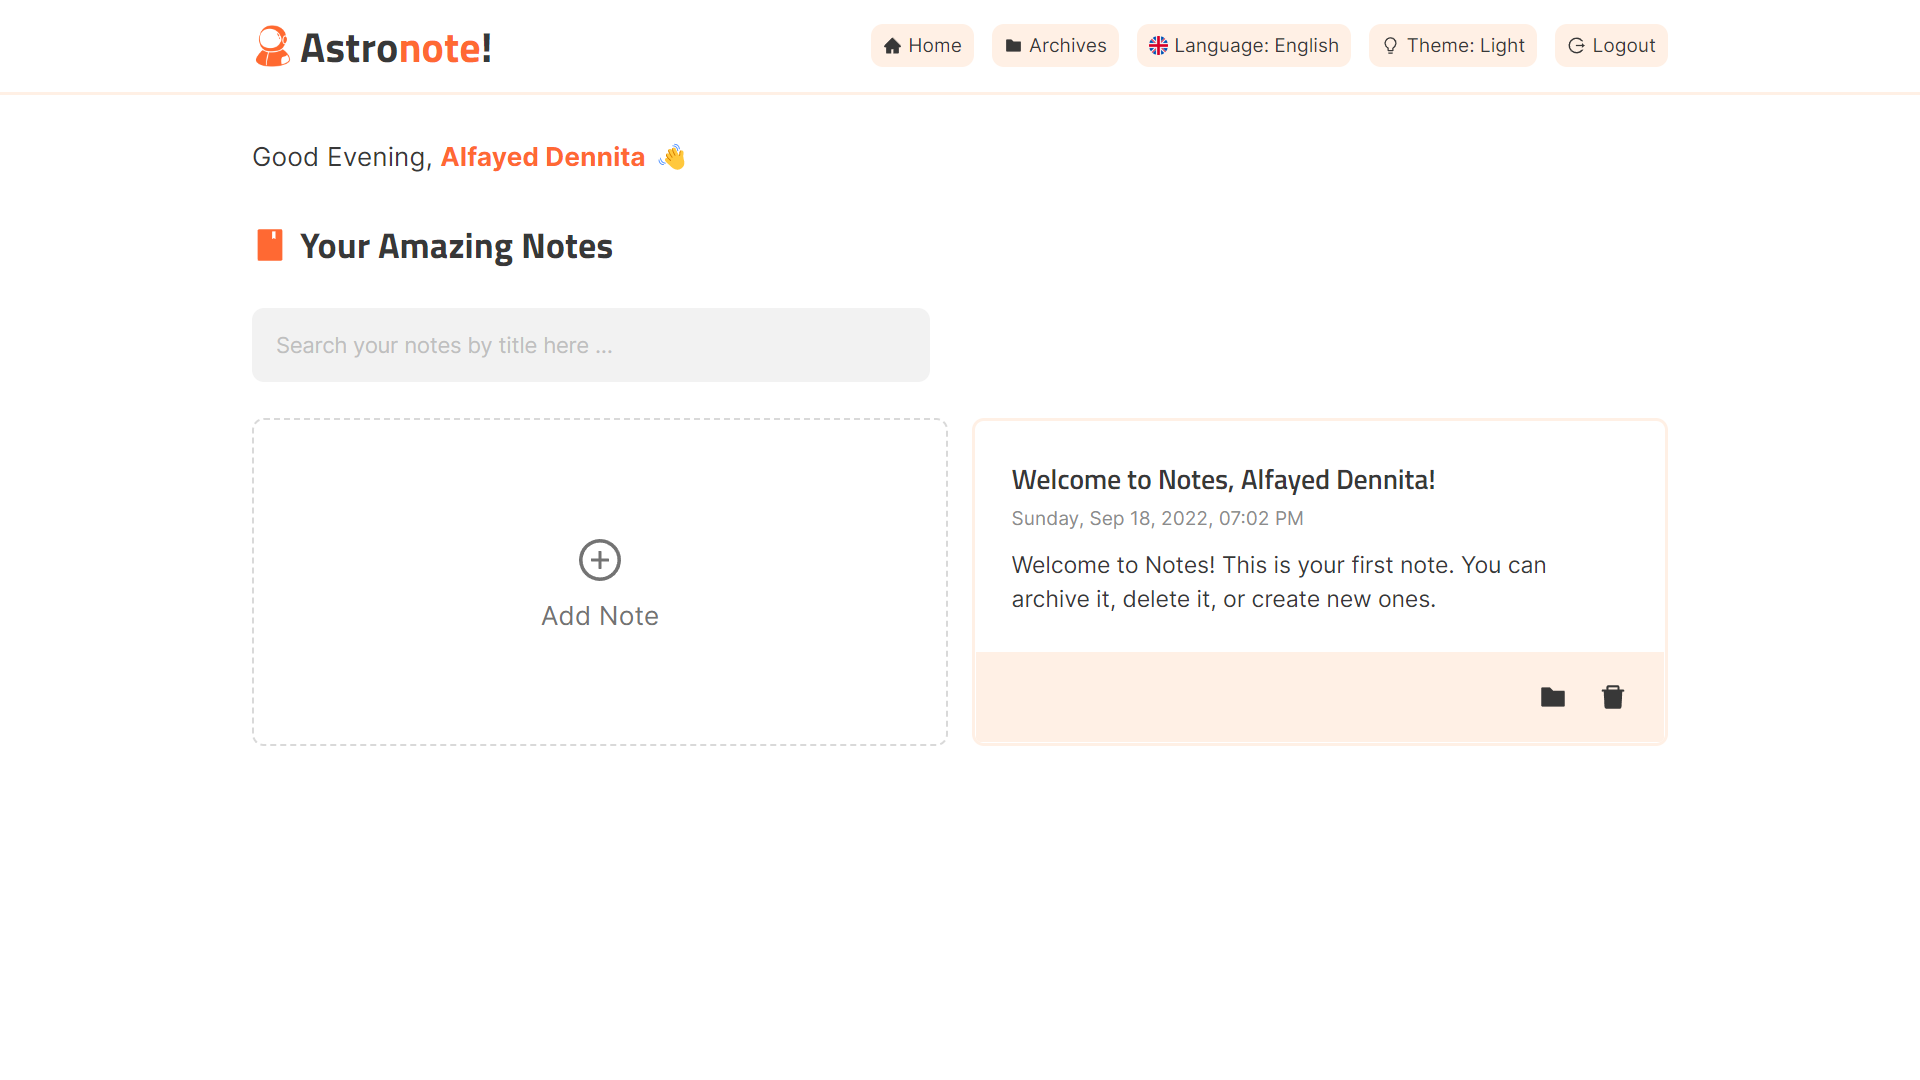 Astronote!
Home
Archives
Language: English
Theme: Light
Logout
Good Evening, Alfayed Dennita 👋
Your Amazing Notes
Search your notes by title here ...
Add Note
Welcome to Notes, Alfayed Dennita!
Sunday, Sep 18, 2022, 07:02 PM
Welcome to Notes! This is your first note. You can
archive it, delete it, or create new ones.